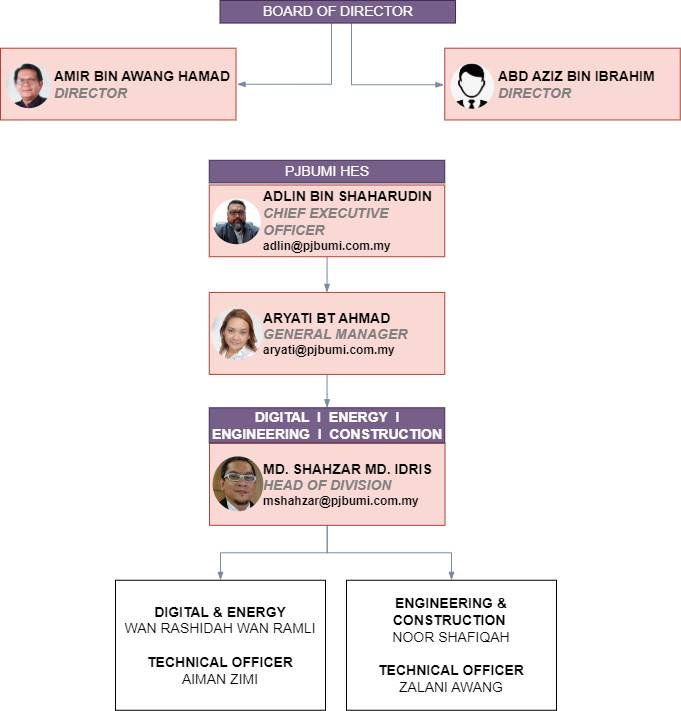 BOARD OF DIRECTOR
AMIR BIN AWANG HAMAD
DIRECTOR
ABD AZIZ BIN IBRAHIM
DIRECTOR
PJBUMI HES
ADLIN BIN SHAHARUDIN
CHIEF EXECUTIVE
OFFICER
adlin@pjbumi.com.my
ARYATI BT AHMAD
GENERAL MANAGER
aryati@pjbumi.com.my
DIGITAL I ENERGY I
ENGINEERING I CONSTRUCTION
MD. SHAHZAR MD. IDRIS
HEAD OF DIVISION
mshahzar@pjbumi.com.my
DIGITAL & ENERGY
WAN RASHIDAH WAN RAMLI
TECHNICAL OFFICER
AIMAN ZIMI
ENGINEERING &
CONSTRUCTION
NOOR SHAFIQAH
TECHNICAL OFFICER
ZALANI AWANG